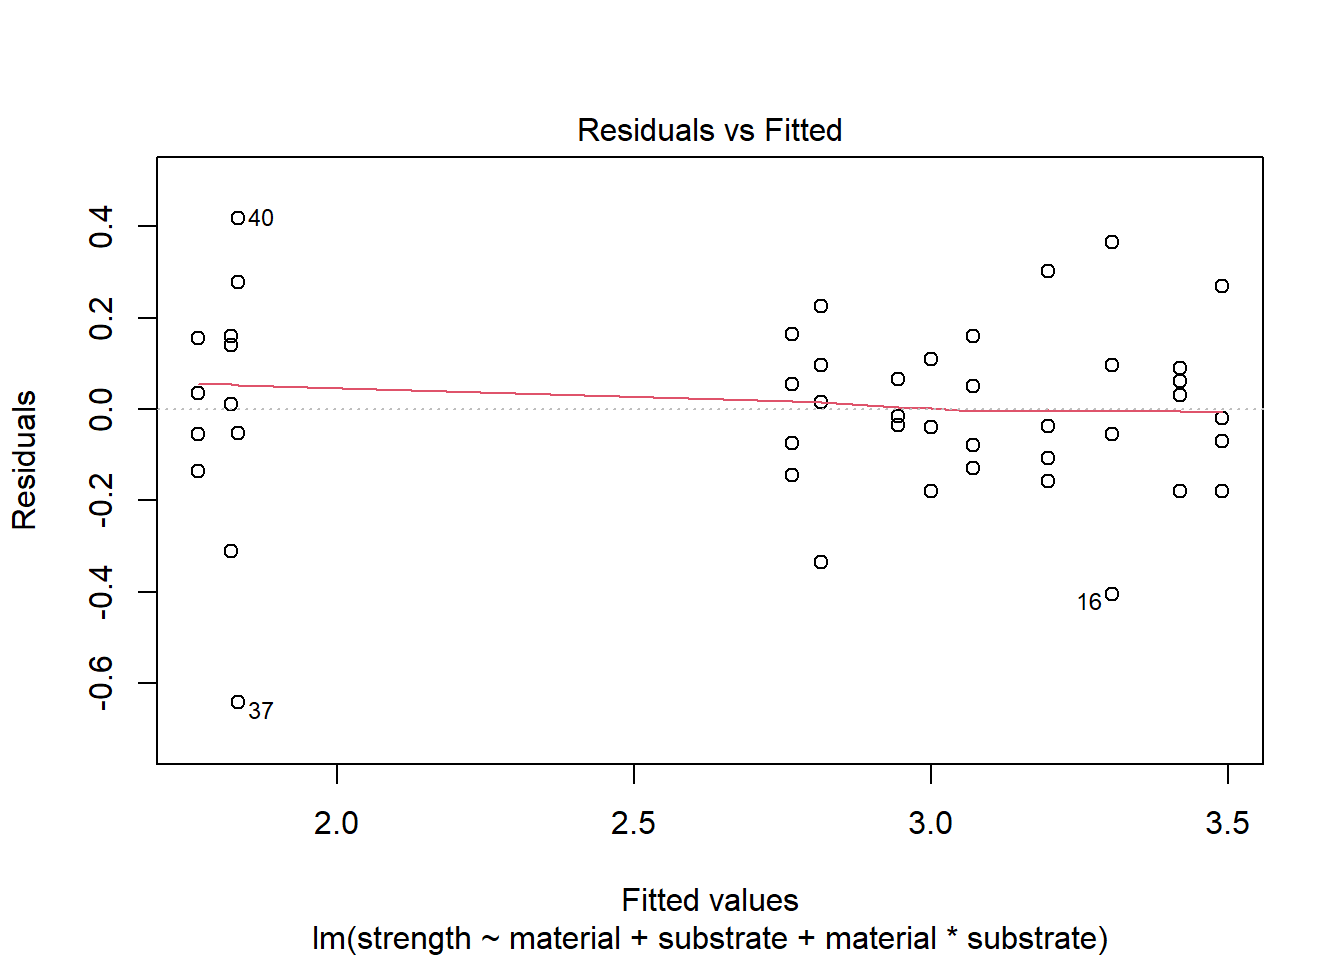 Residuals vs Fitted
0.4
0.2
0.0
-0.2
-0.4
-0.6
Residuals
40
16
37
2.0 2.5 3.0 3.5
Fitted values
lm(strength ~ material + substrate + material * substrate)